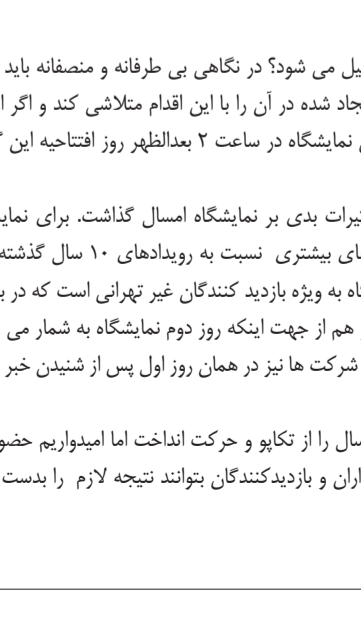 یل می شود؟ در نگاهی بی طرفانه و منصفانه باید
جاد شده در آن را با این اقدام متلاشی کند و اگر ا
نمایشگاه در ساعت ۲ بعدالظهر روز افتتاحیه این گ
یرات بدی بر نمایشگاه امسال گذاشت. برای نمای
ای بیشتری نسبت به رویدادهای ۱۰ سال گذشته
اه به ویژه بازدید کنندگان غیر تهرانی است که در ب
هم از جهت اینکه روز دوم نمایشگاه به شمار می
شرکت ها نیز در همان روز اول پس از شنیدن خبر
سال را از تکاپو و حرکت انداخت اما امیدواریم حضو
اران و بازدیدکنندگان بتوانند نتیجه لازم را بدست